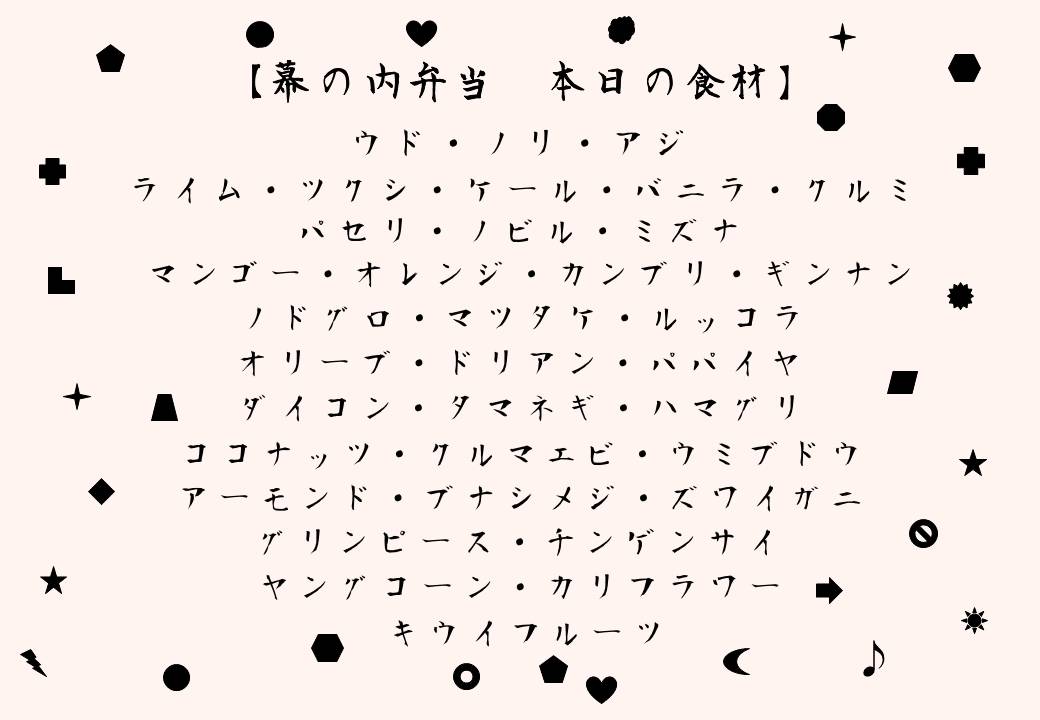 【幕の内弁当　本日の食材】
ウド・ノリ・アジ
ライム・ツクシ・ケール・バニラ・クルミ
パセリ・ノビル・ミズナ
マンゴー・オレンジ・カンブリ・ギンナン
ノドグロ・マツタケ・ルッコラ
オリーブ・ドリアン・パパイヤ
ダイコン・タマネギ・ハマグリ
ココナッツ・クルマエビ・ウミブドウ
アーモンド・ブナシメジ・ズワイガニ
グリンピース・チンゲンサイ
ヤングコーン・カリフラワー
キウイフルーツ